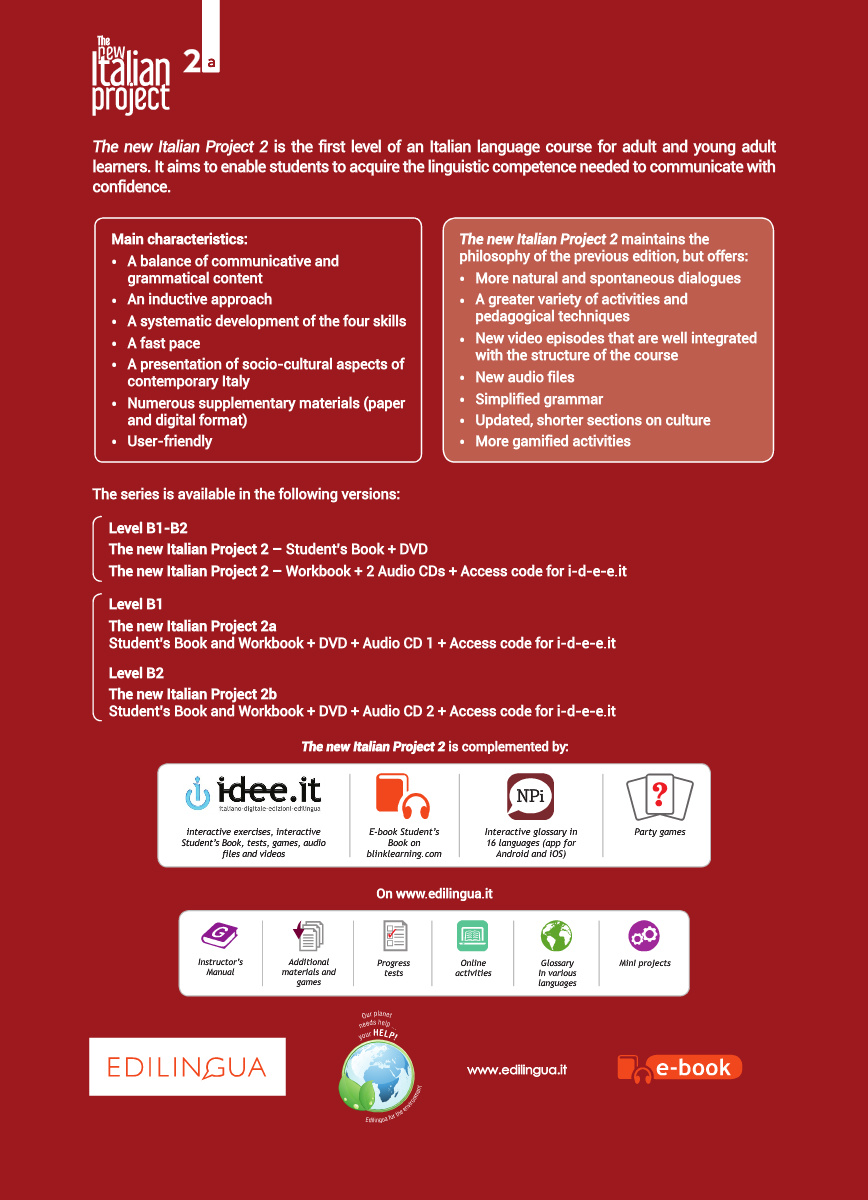 The
new
Italian
project
2a
The new Italian Project 2 is the first level of an Italian language course for adult and young adult
learners. It aims to enable students to acquire the linguistic competence needed to communicate with
confidence.
Main characteristics:
• A balance of communicative and
grammatical content
• An inductive approach
• A systematic development of the four skills
• A fast pace
• A presentation of socio-cultural aspects of
contemporary Italy
• Numerous supplementary materials (paper
and digital format)
• User-friendly
The new Italian Project 2 maintains the
philosophy of the previous edition, but offers:
• More natural and spontaneous dialogues
• A greater variety of activities and
pedagogical techniques
• New video episodes that are well integrated
with the structure of the course
• New audio files
• Simplified grammar
• Updated, shorter sections on culture
• More gamified activities
The series is available in the following versions:
Level B1-B2
The new Italian Project 2 – Student's Book + DVD
The new Italian Project 2 – Workbook + 2 Audio CDs + Access code for i-d-e-e.it
Level B1
The new Italian Project 2a
Student's Book and Workbook + DVD + Audio CD 1 + Access code for i-d-e-e.it
Level B2
The new Italian Project 2b
Student's Book and Workbook + DVD + Audio CD 2 + Access code for i-d-e-e.it
The new Italian Project 2 is complemented by:
i-d-e-e.it
italiano-digitale-edizioni-edilingua
Interactive exercises, interactive
Student's Book, tests, games, audio
files and videos
E-book Student's
Book on
blinklearning.com
NPi
Interactive glossary in
16 languages (app for
Android and iOS)
?
Party games
On www.edilingua.it
G
Instructor's
Manual
Additional
materials and
games
Progress
tests
Online
activities
Glossary
in various
languages
Mini projects
EDILINGUA
Our planet
needs help ...
your HELP!
Edilingua for the environment
www.edilingua.it
e-book